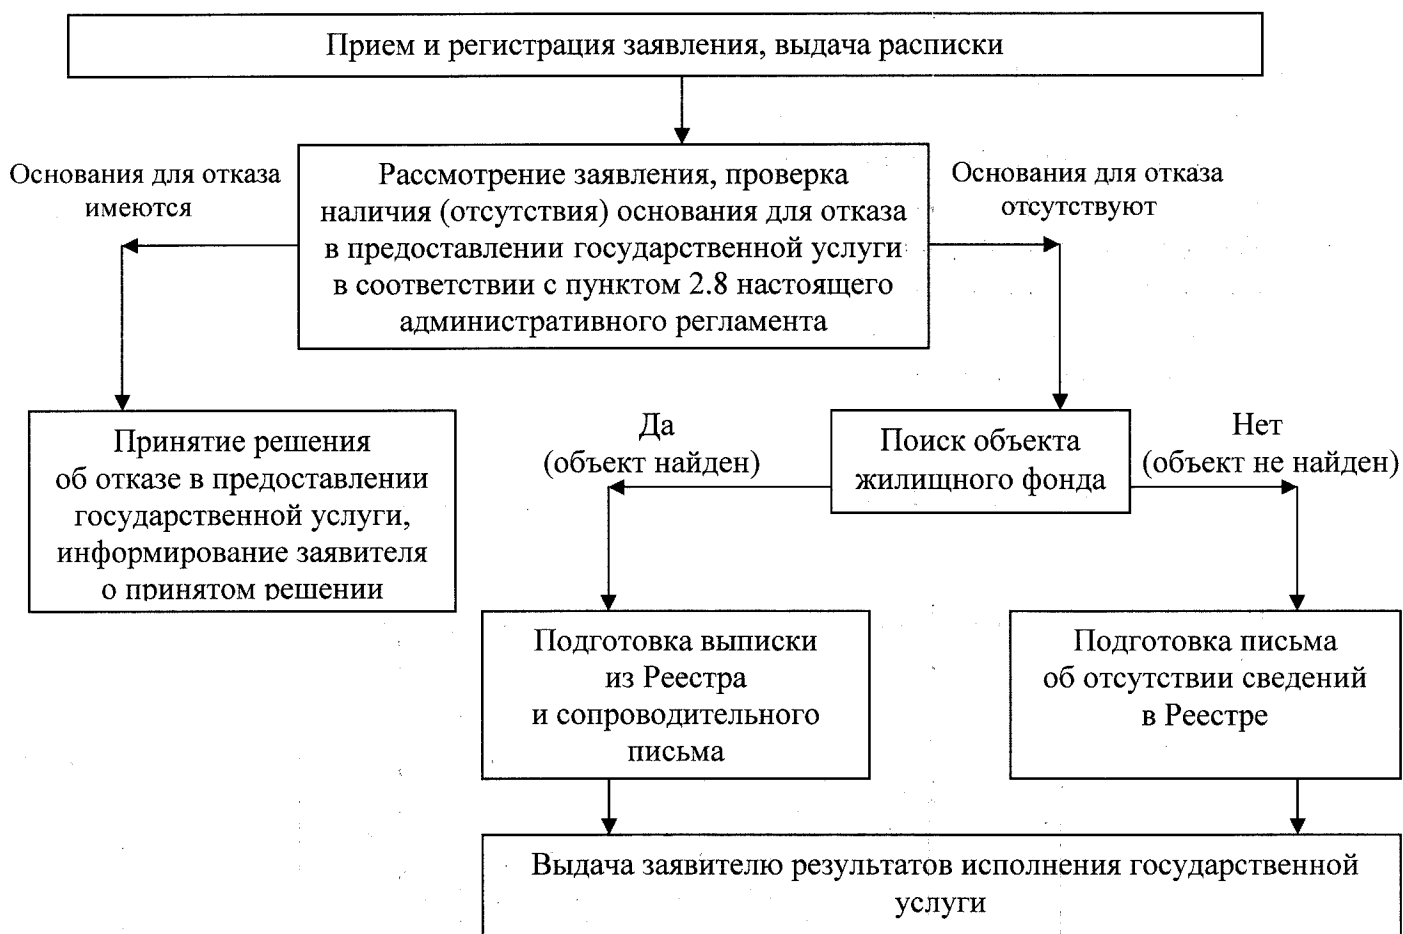 Прием и регистрация заявления, выдача расписки
Основания для отказа
имеются
Рассмотрение заявления, проверка
наличия (отсутствия) основания для отказа
в предоставлении государственной услуги
в соответствии с пунктом 2.8 настоящего
административного регламента
Основания для отказа
отсутствуют
Принятие решения
об отказе в предоставлении
государственной услуги,
информирование заявителя
о принятом решении
Да
(объект найден)
Поиск объекта
жилищного фонда
Нет
(объект не найден)
Подготовка выписки
из Реестра
и сопроводительного
письма
Подготовка письма
об отсутствии сведений
в Реестре
Выдача заявителю результатов исполнения государственной
услуги